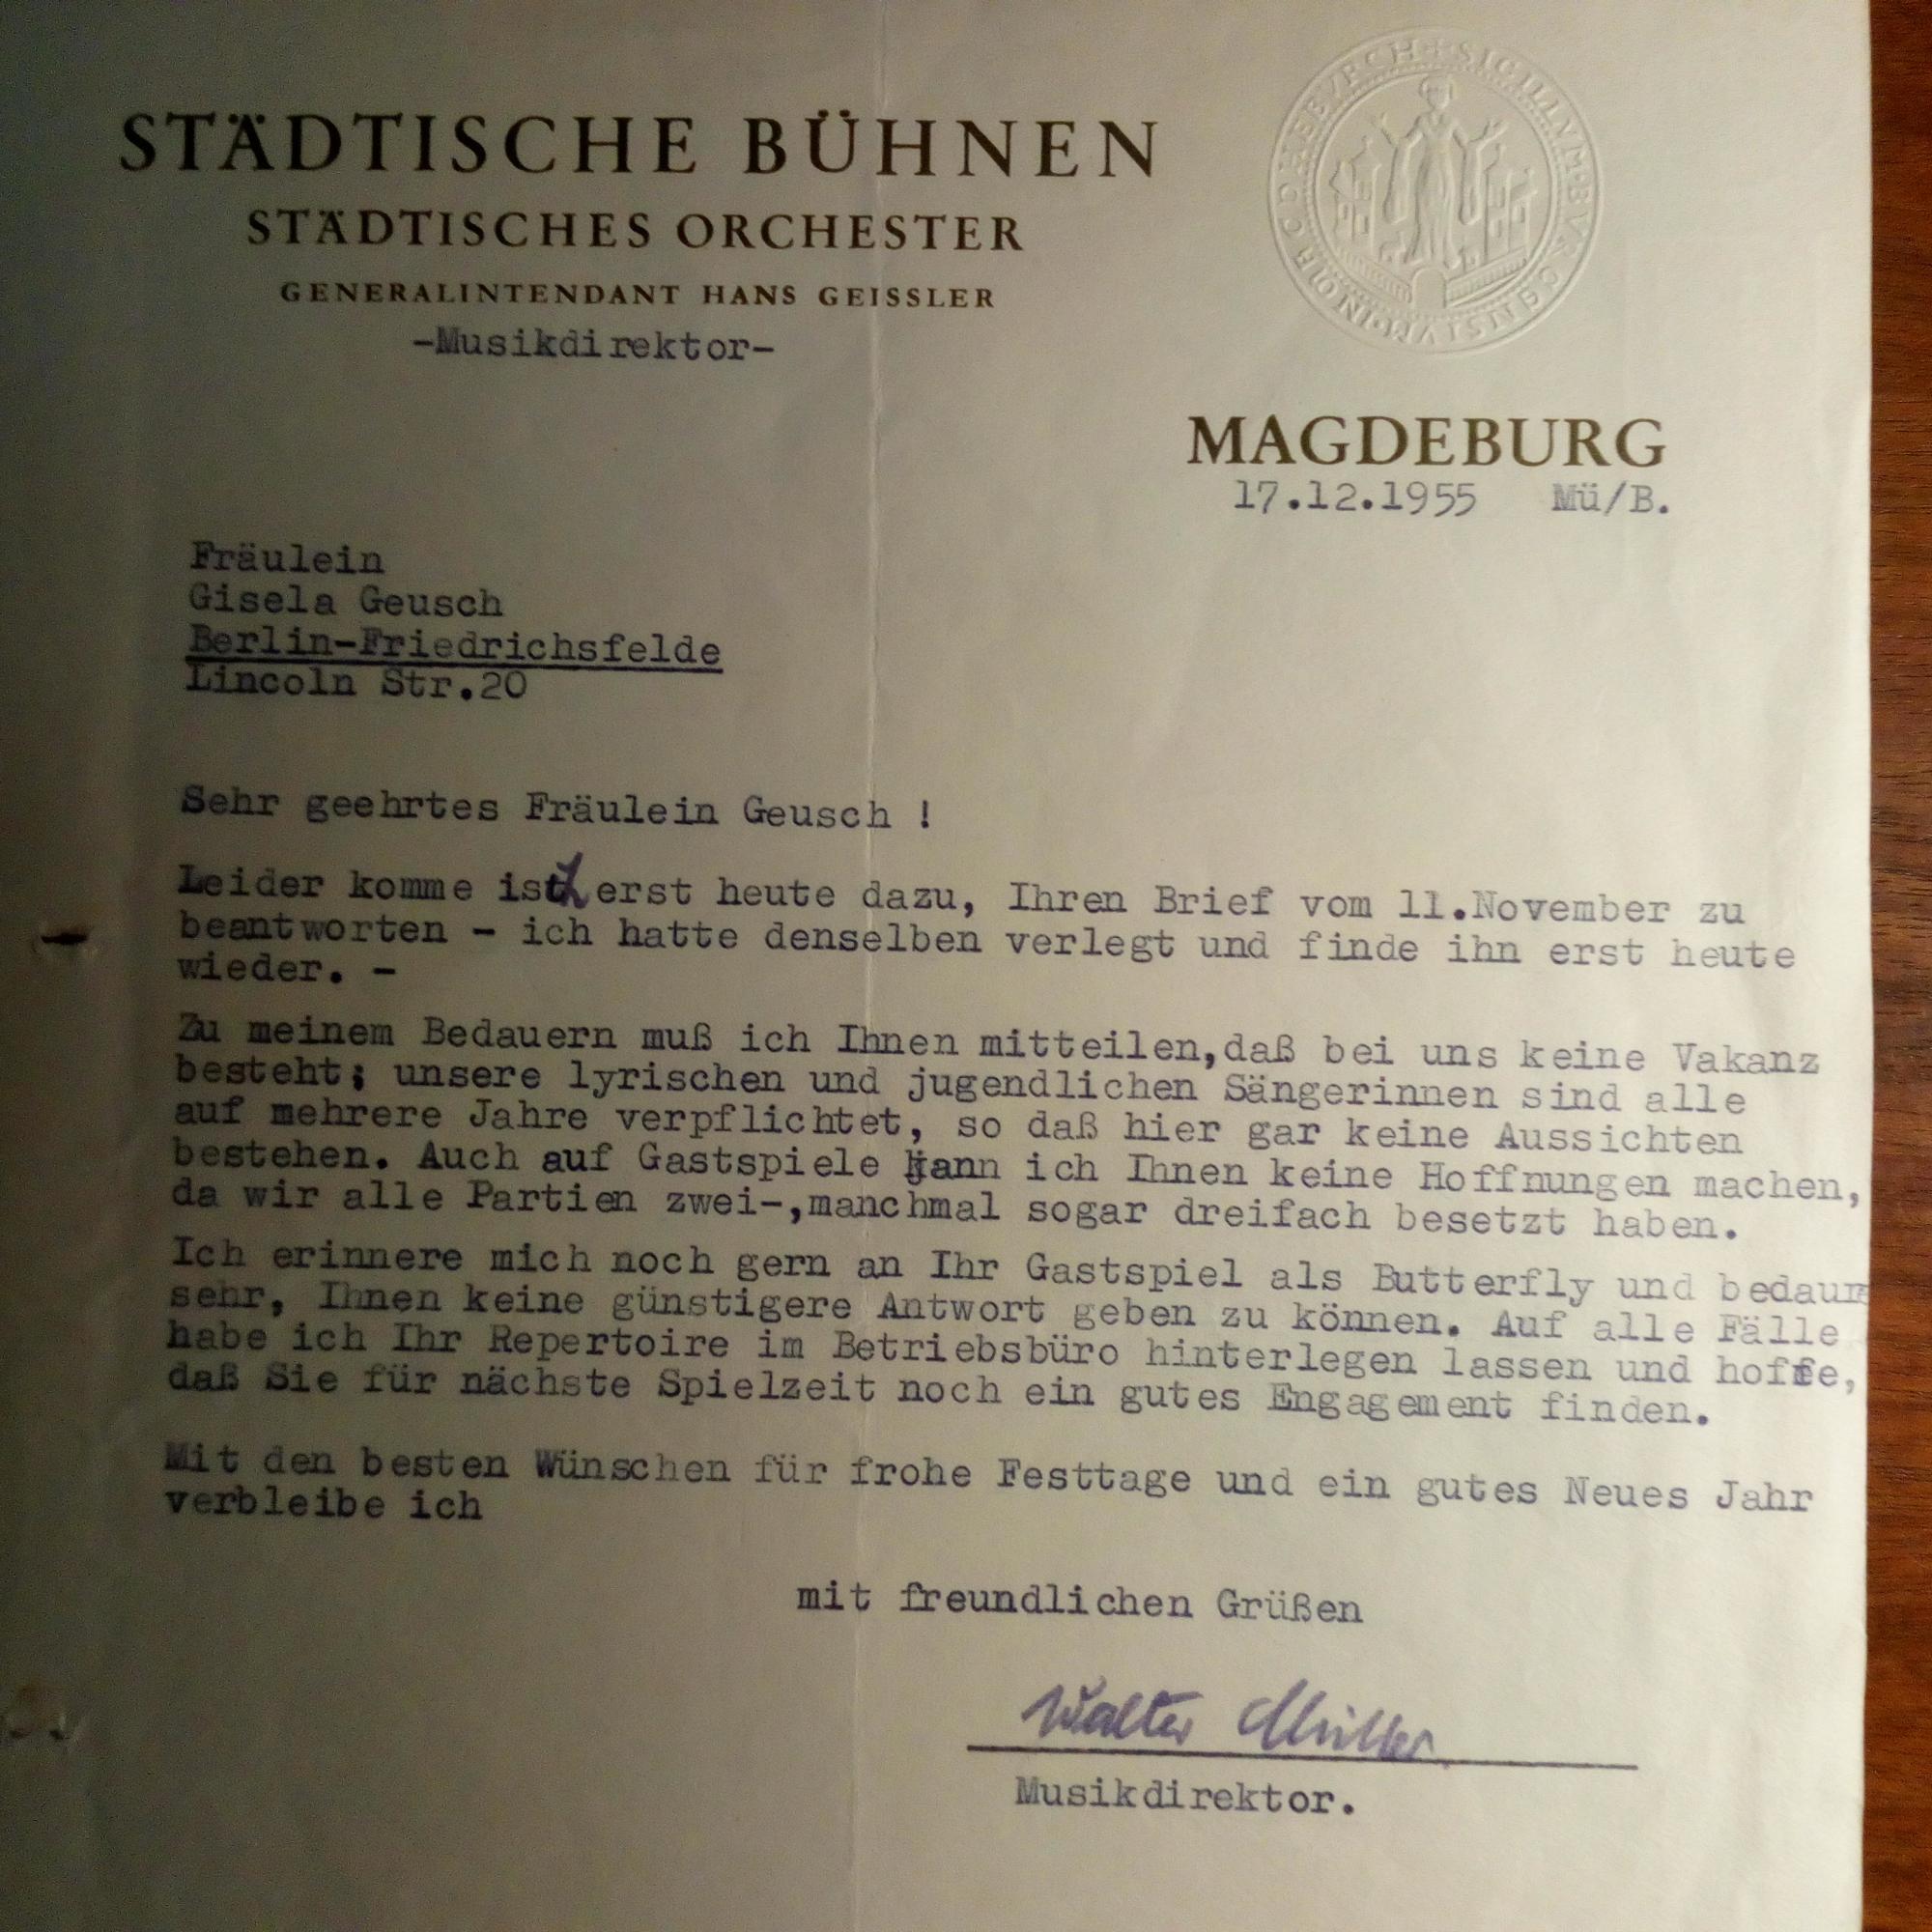 STÄDTISCHE BÜHNEN
STÄDTISCHES ORCHESTER
GENERALINTENDANT HANS GEISSLER
-Musikdirektor-
MAGDEBURG
17.12.1955 Mü/B.
Fräulein
Gisela Geusch
Berlin-Friedrichsfelde
Lincoln Str.20
Sehr geehrtes Fräulein Geusch !
Leider komme ich erst heute dazu, Ihren Brief vom 11.November zu
beantworten - ich hatte denselben verlegt und finde ihn erst heute
wieder. -
Zu meinem Bedauern muß ich Ihnen mitteilen,daß bei uns keine Vakanz
besteht; unsere lyrischen und jugendlichen Sängerinnen sind alle
auf mehrere Jahre verpflichtet, so daß hier gar keine Aussichten
bestehen. Auch auf Gastspiele kann ich Ihnen keine Hoffnungen machen,
da wir alle Partien zwei-,manchmal sogar dreifach besetzt haben.
Ich erinnere mich noch gern an Ihr Gastspiel als Butterfly und bedaure
sehr, Ihnen keine günstigere Antwort geben zu können. Auf alle Fälle
habe ich Ihr Repertoire im Betriebsbüro hinterlegen lassen und hoffe,
daß Sie für nächste Spielzeit noch ein gutes Engagement finden.
Mit den besten Wünschen für frohe Festtage und ein gutes Neues Jahr
verbleibe ich
mit freundlichen Grüßen
Walter Müller
Musikdirektor.